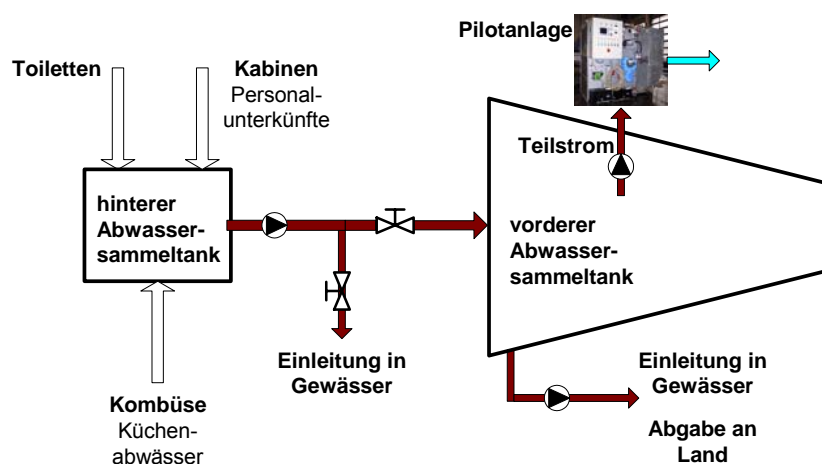 Pilotanlage
Toiletten
Kabinen
Personal-
unterkünfte
Teilstrom
hinterer
Abwasser-
sammeltank
vorderer
Abwasser-
sammeltank
Einleitung in
Gewässer
Einleitung in
Gewässer
Kombüse
Küchen-
abwässer
Abgabe an
Land